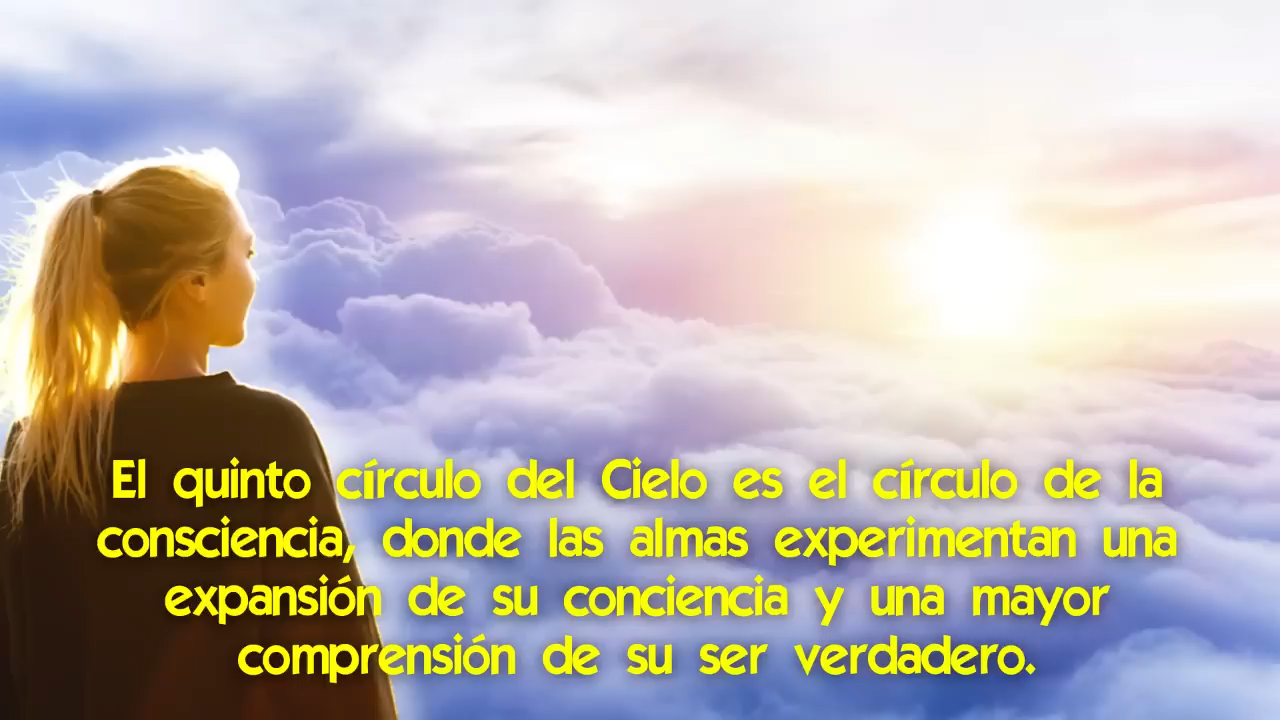 El quinto círculo del Cielo es el círculo de la
consciencia, donde las almas experimentan una
expansión de su conciencia y una mayor
comprensión de su ser verdadero.